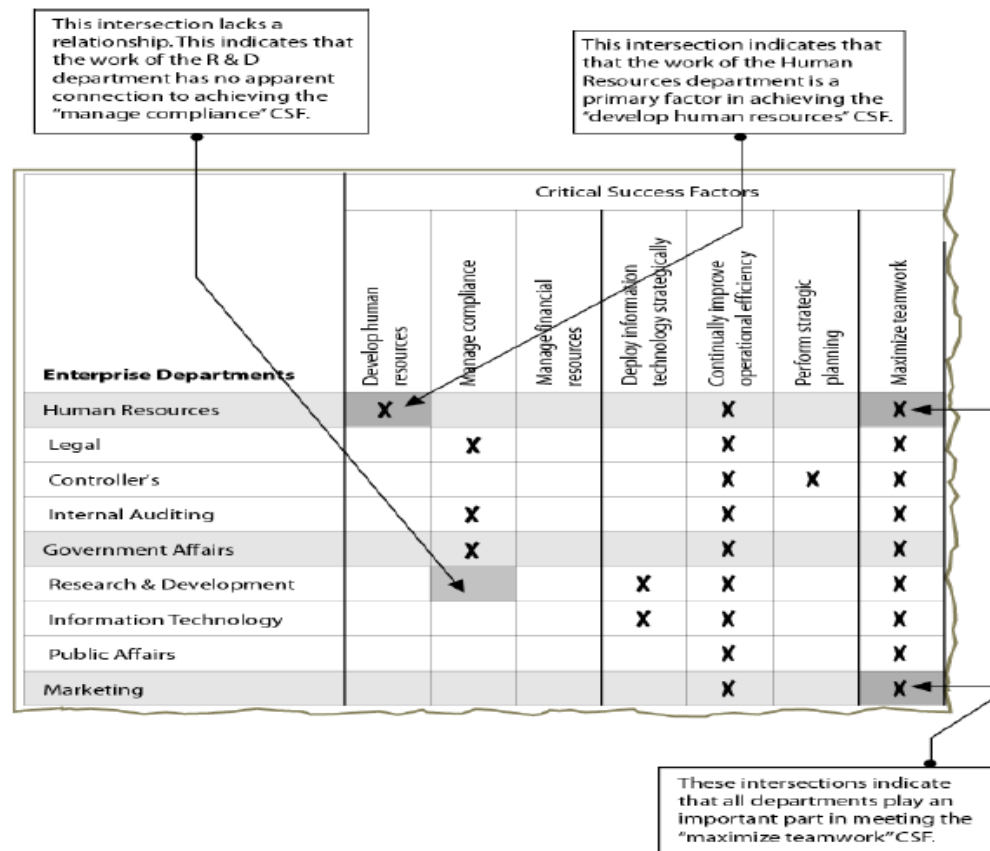 This intersection lacks a
relationship. This indicates that
the work of the R & D
department has no apparent
connection to achieving the
"manage compliance" CSF.
This intersection indicates that
that the work of the Human
Resources department is a
primary factor in achieving the
"develop human resources" CSF.
Critical Success Factors
Enterprise Departments
Develop human
resources
Manage compliance
Manage financial
resources
Deploy information
technology strategically
Continually improve
operational efficiency
Perform strategic
planning
Maximize teamwork
Human Resources X X X
Legal X X X
Controller's X X X
Internal Auditing X X X
Government Affairs X X X
Research & Development X X X
Information Technology X X X
Public Affairs X X
Marketing X X
These intersections indicate
that all departments play an
important part in meeting the
"maximize teamwork" CSF.